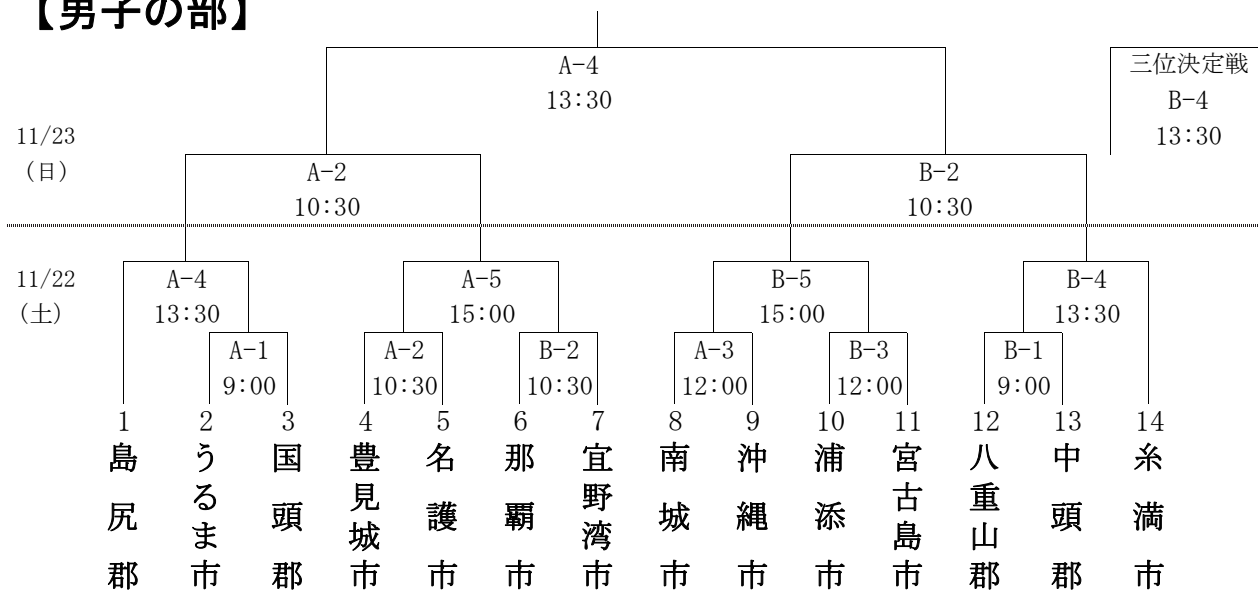 【男子の部】
A-4
13:30
三位決定戦
B-4
13:30
11/23
(日)
A-2
10:30
B-2
10:30
11/22
(土)
A-4
13:30
A-5
15:00
B-5
15:00
B-4
13:30
A-1
9:00
A-2
10:30
B-2
10:30
A-3
12:00
B-3
12:00
B-1
9:00
1 2 3 4 5 6 7 8 9 10 11 12 13 14
島尻郡
うるま市
国頭郡
豊見城市
名護市
那覇市
宜野湾市
南城市
沖縄市
浦添市
宮古島市
八重山郡
中頭郡
糸満市